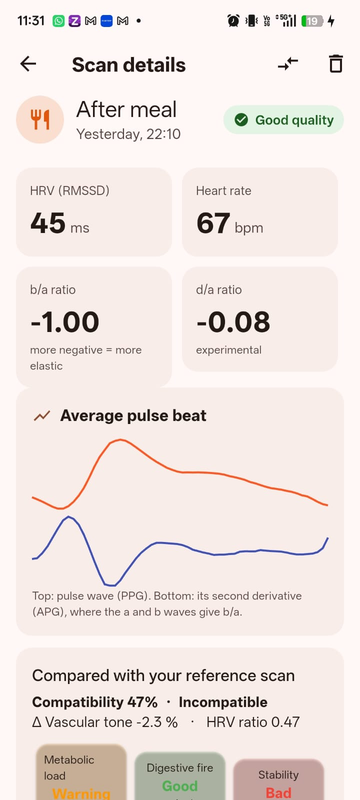 11:31
19
Scan details
After meal
Yesterday, 22:10
Good quality
HRV (RMSSD)
45 ms
Heart rate
67 bpm
b/a ratio
-1.00
more negative = more
elastic
d/a ratio
-0.08
experimental
Average pulse beat
Top: pulse wave (PPG). Bottom: its second derivative
(APG), where the a and b waves give b/a.
Compared with your reference scan
Compatibility 47% · Incompatible
Δ Vascular tone -2.3 % · HRV ratio 0.47
Metabolic
load
Warning
Digestive fire
Good
Stability
Bad